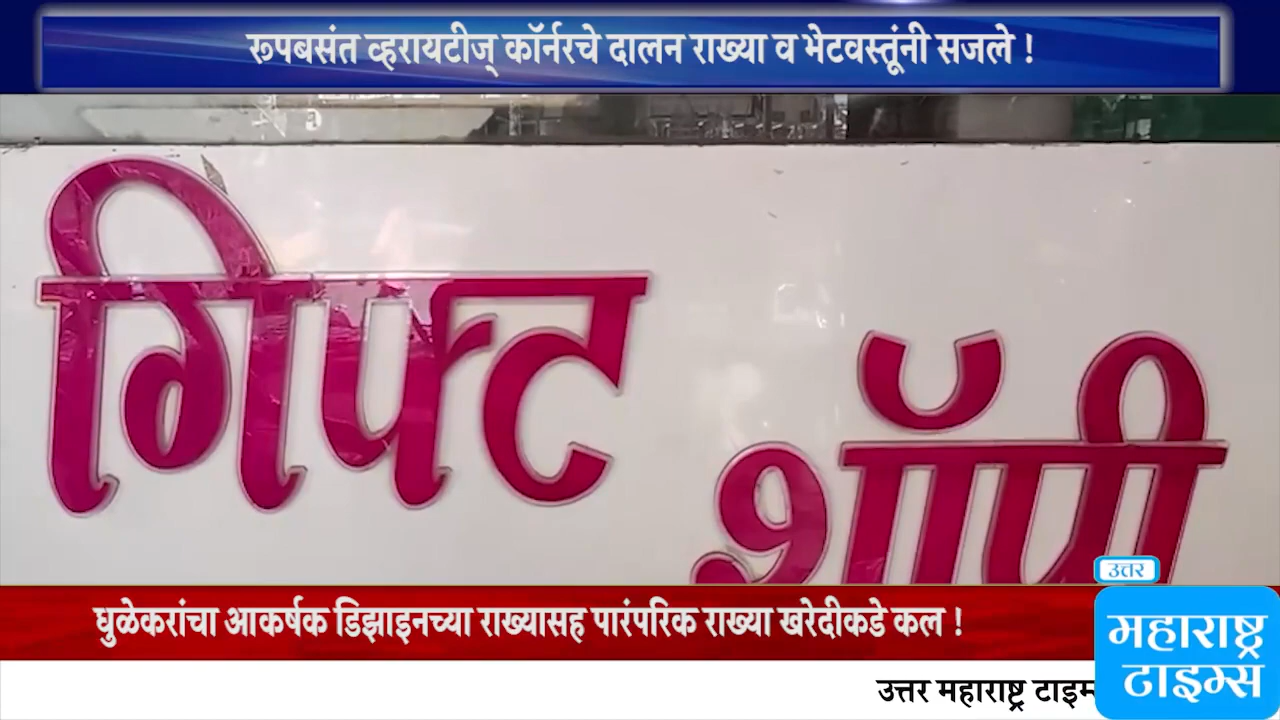 रूपबसंत व्हरायटीज् कॉर्नरचे दालन राख्या व भेटवस्तूंनी सजले !
गिफ्ट
शॉपी
उत्तर
धुळेकरांचा आकर्षक डिझाइनच्या राख्यासह पारंपरिक राख्या खरेदीकडे कल !
महाराष्ट्र
टाइम्स
उत्तर महाराष्ट्र टाइम्स